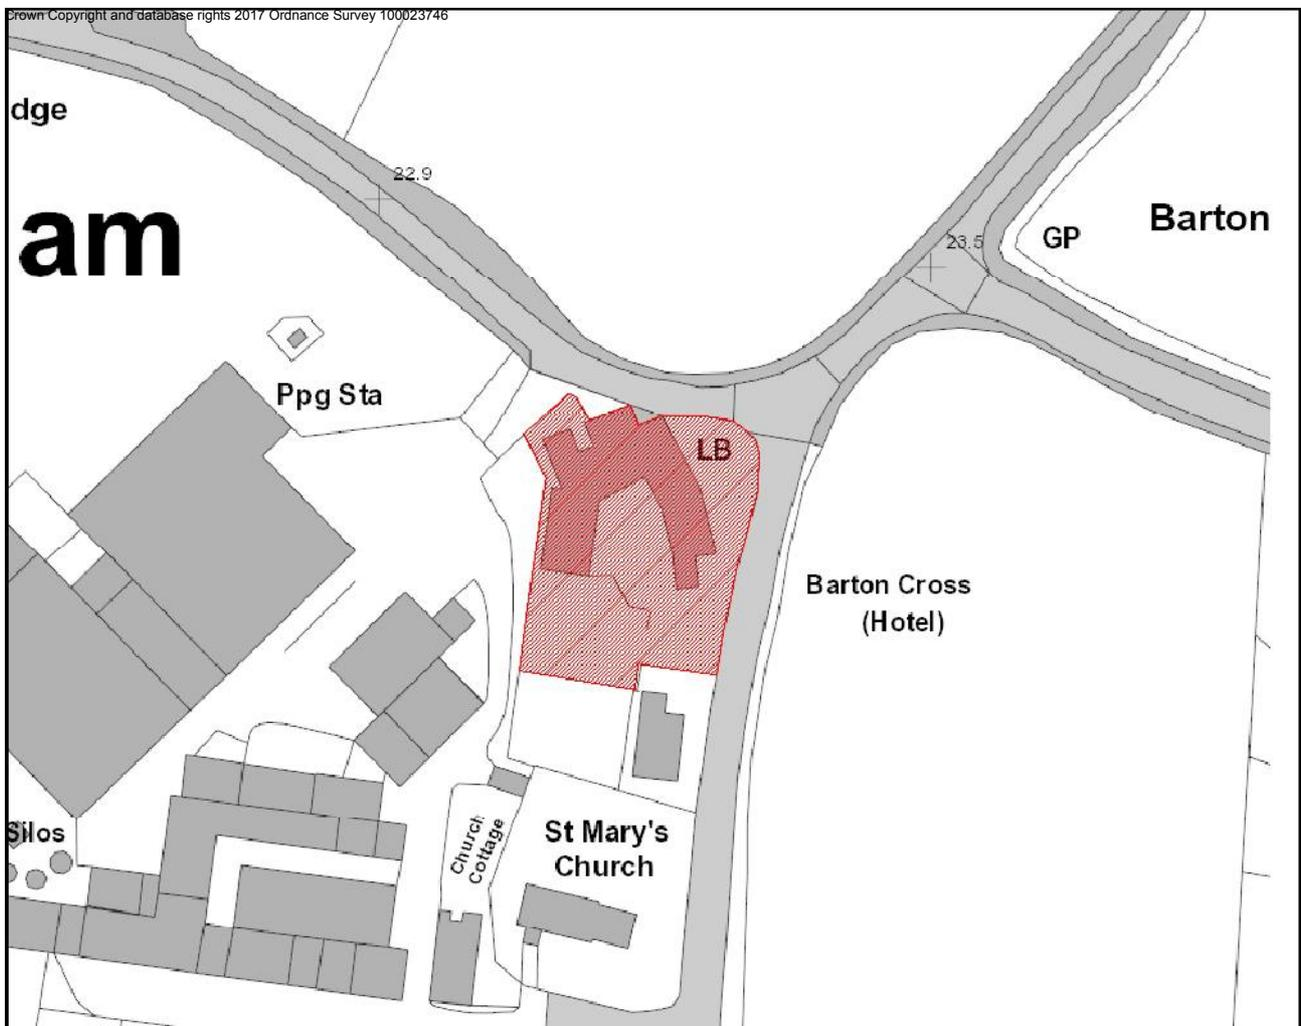 Crown Copyright and database rights 2017 Ordnance Survey 100023746
dge
22.9
am
Barton
GP
23.5
Ppg Sta
LB
Barton Cross
(Hotel)
Silos
Church
Cottage
St Mary's
Church